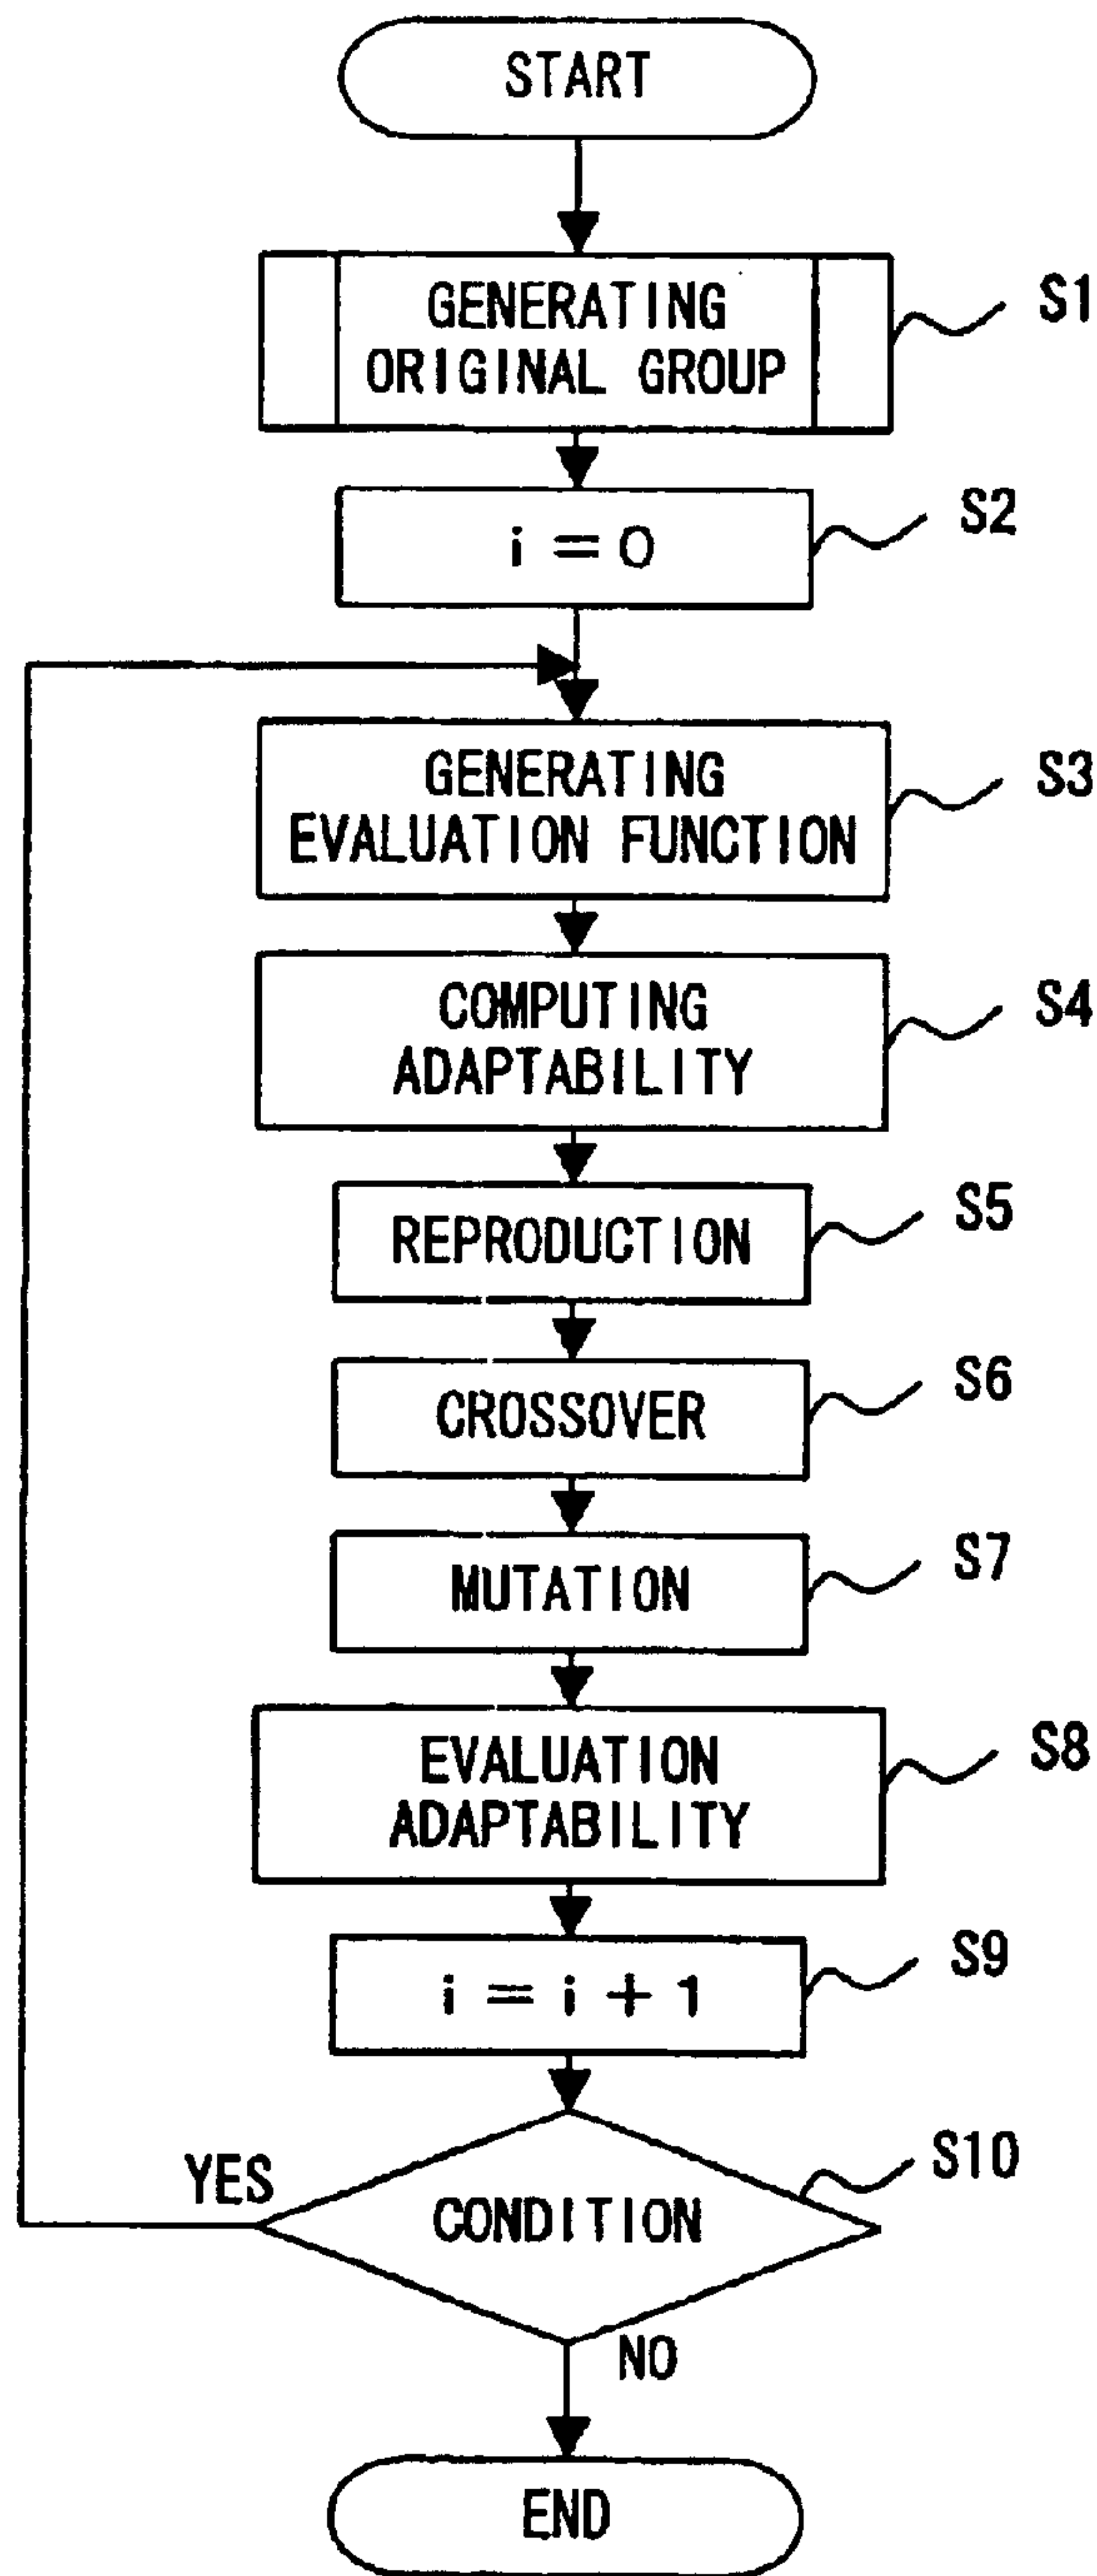 START
GENERATING
ORIGINAL GROUP
S1
i = 0
S2
GENERATING
EVALUATION FUNCTION
S3
COMPUTING
ADAPTABILITY
S4
REPRODUCTION
S5
CROSSOVER
S6
MUTATION
S7
EVALUATION
ADAPTABILITY
S8
i = i + 1
S9
YES
CONDITION
S10
NO
END